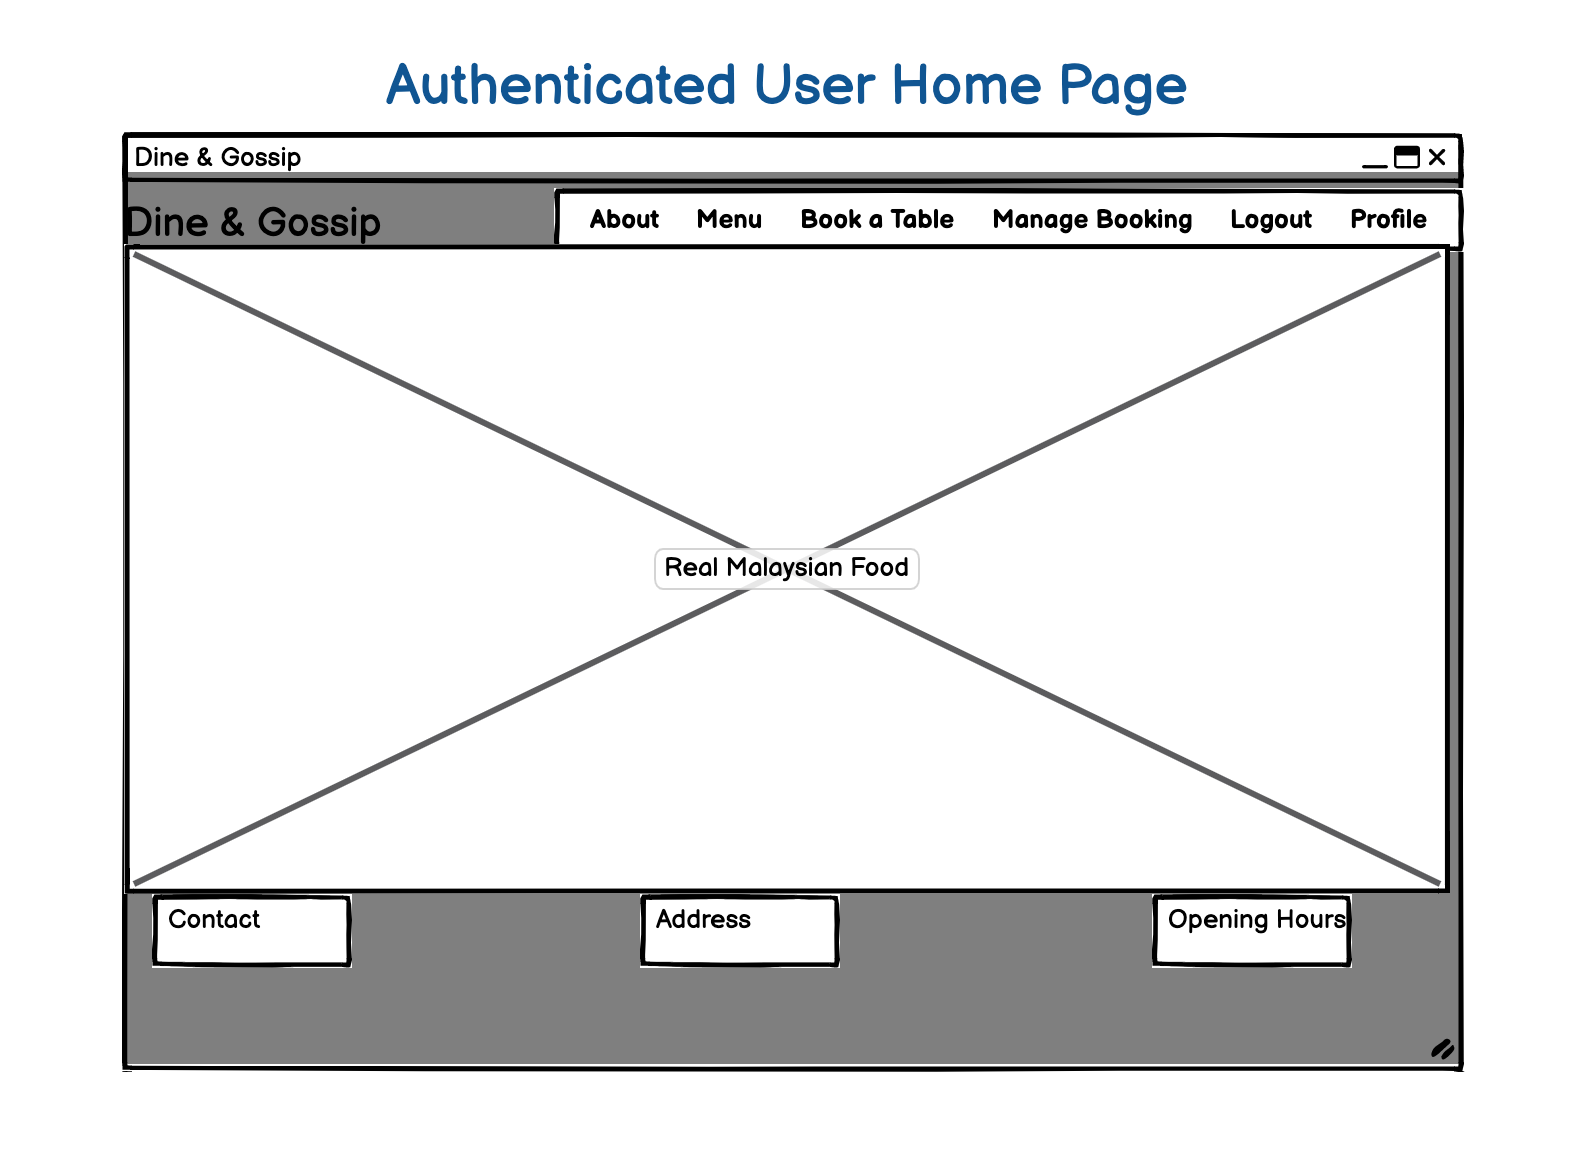 Authenticated User Home Page
Dine & Gossip
Dine & Gossip
About Menu Book a Table Manage Booking Logout Profile
Real Malaysian Food
Contact
Address
Opening Hours